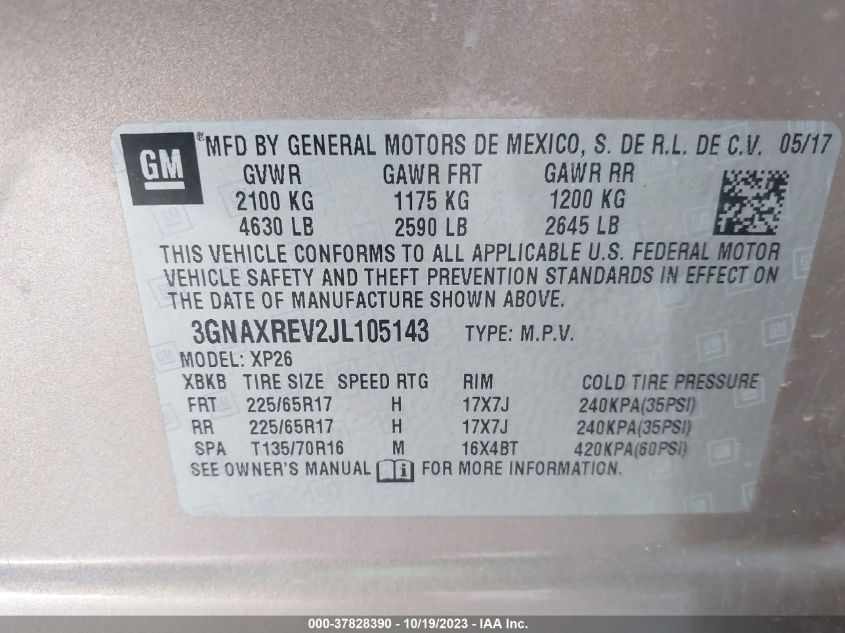 GM
®MFD BY GENERAL MOTORS DE MEXICO, S. DE R.L. DE C.V. 05/17
GVWR GAWR FRT GAWR RR
2100 KG 1175 KG 1200 KG
4630 LB 2590 LB 2645 LB
THIS VEHICLE CONFORMS TO ALL APPLICABLE U.S. FEDERAL MOTOR
VEHICLE SAFETY AND THEFT PREVENTION STANDARDS IN EFFECT ON
THE DATE OF MANUFACTURE SHOWN ABOVE.
3GNAXREV2JL105143 TYPE: M.P.V.
MODEL: XP26
XBKB TIRE SIZE SPEED RTG RIM COLD TIRE PRESSURE
FRT 225/65R17 H 17X7J 240KPA(35PSI)
RR 225/65R17 H 17X7J 240KPA(35PSI)
SPA T135/70R16 M 16X4BT 420KPA(60PSI)
SEE OWNER'S MANUAL FOR MORE INFORMATION.
000-37828390 - 10/19/2023 - IAA Inc.